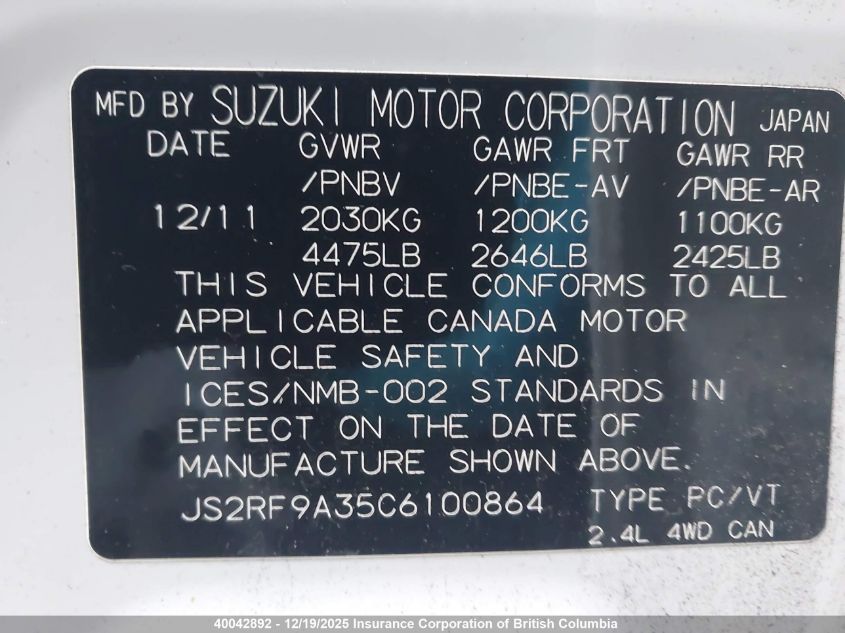 MFD BY SUZUKI MOTOR CORPORATION JAPAN
DATE GVWR GAWR FRT GAWR RR
/PNBV /PNBE-AV /PNBE-AR
12/11 2030KG 1200KG 1100KG
4475LB 2646LB 2425LB
THIS VEHICLE CONFORMS TO ALL
APPLICABLE CANADA MOTOR
VEHICLE SAFETY AND
ICES/NMB-002 STANDARDS IN
EFFECT ON THE DATE OF
MANUFACTURE SHOWN ABOVE.
JS2RF9A35C6100864 TYPE PC/VT
2.4L 4WD CAN
40042892 - 12/19/2025 Insurance Corporation of British Columbia